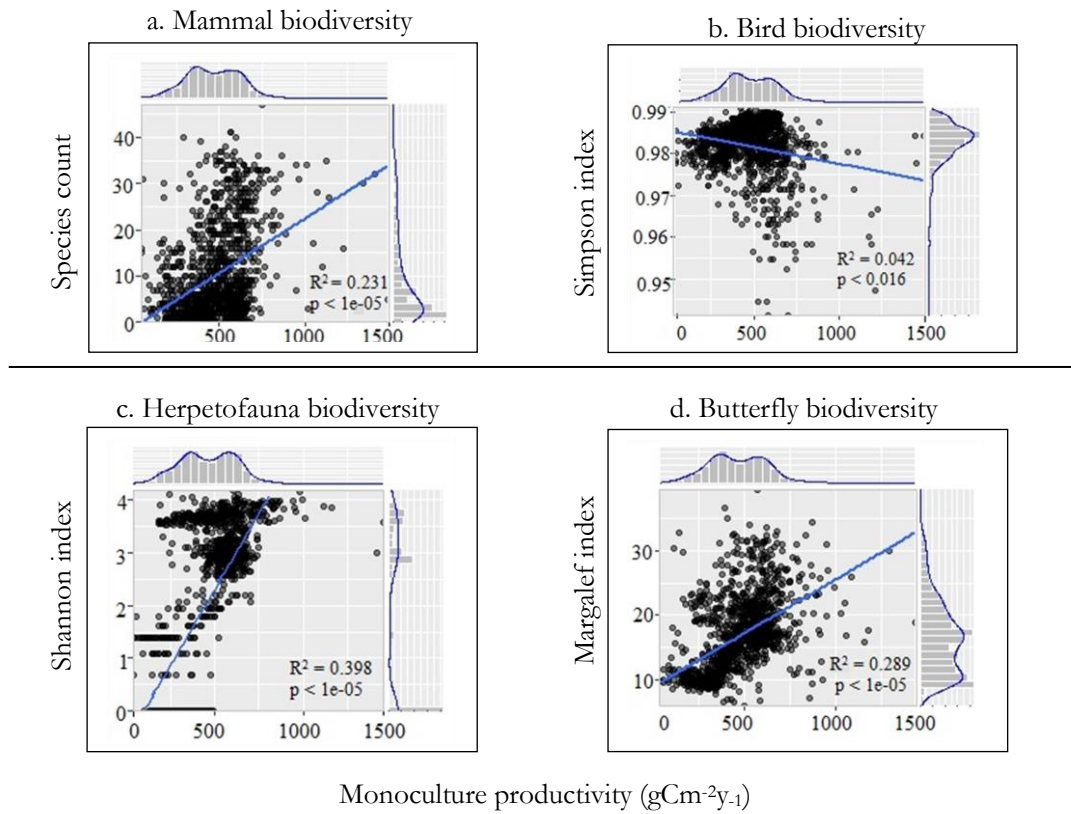 a. Mammal biodiversity
Species count
40
30
20
10
0
R² = 0.231
p < 1e-05
500
1000
1500
b. Bird biodiversity
Simpson index
0.99
0.98
0.97
0.96
0.95
R² = 0.042
p < 0.016
0
500
1000
1500
c. Herpetofauna biodiversity
Shannon index
4
3
2
1
0
R² = 0.398
p < 1e-05
0
500
1000
1500
d. Butterfly biodiversity
Margalef index
30
20
10
R² = 0.289
p < 1e-05
0
500
1000
1500
Monoculture productivity (gCm-²y-1)